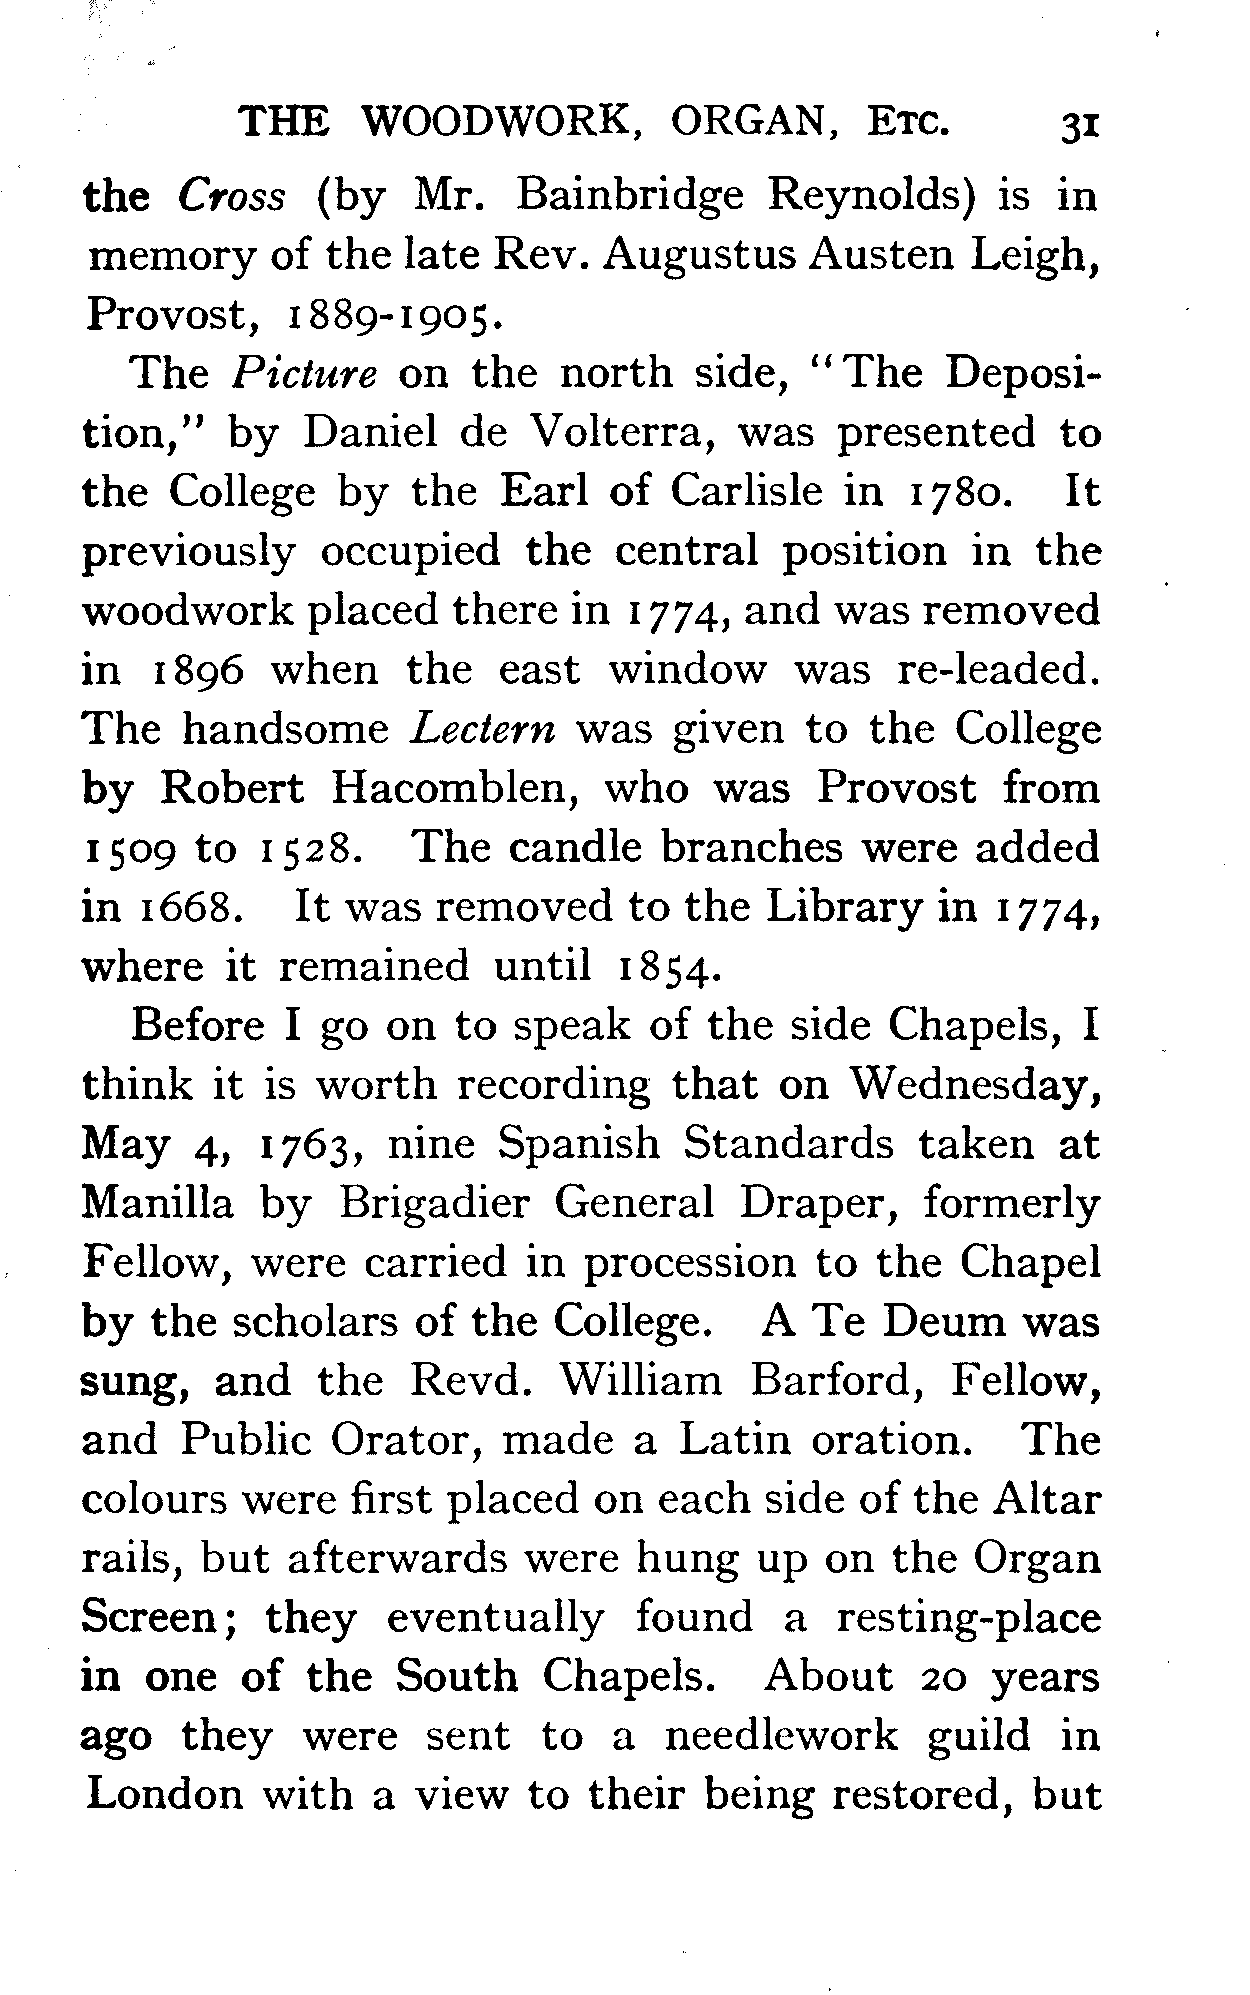 THE WOODWORK, ORGAN, ETC. 31
the Cross (by Mr. Bainbridge Reynolds) is in
memory of the late Rev. Augustus Austen Leigh,
Provost, 1889-1905.
The Picture on the north side, "The Deposi-
tion," by Daniel de Volterra, was presented to
the College by the Earl of Carlisle in 1780. It
previously occupied the central position in the
woodwork placed there in 1774, and was removed
in 1896 when the east window was re-leaded.
The handsome Lectern was given to the College
by Robert Hacomblen, who was Provost from
1509 to 1528. The candle branches were added
in 1668. It was removed to the Library in 1774,
where it remained until 1854.
Before I go on to speak of the side Chapels, I
think it is worth recording that on Wednesday,
May 4, 1763, nine Spanish Standards taken at
Manilla by Brigadier General Draper, formerly
Fellow, were carried in procession to the Chapel
by the scholars of the College. A Te Deum was
sung, and the Revd. William Barford, Fellow,
and Public Orator, made a Latin oration. The
colours were first placed on each side of the Altar
rails, but afterwards were hung up on the Organ
Screen; they eventually found a resting-place
in one of the South Chapels. About 20 years
ago they were sent to a needlework guild in
London with a view to their being restored, but